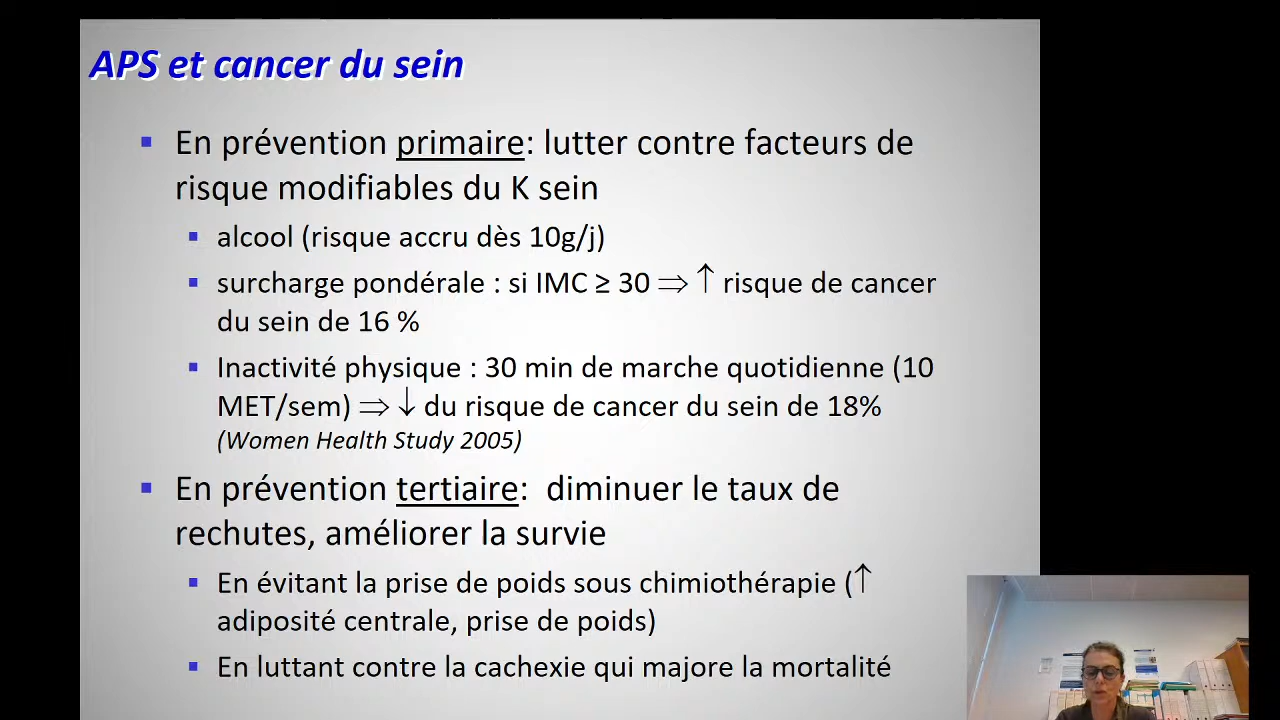 APS et cancer du sein
▪ En prévention primaire: lutter contre facteurs de
risque modifiables du K sein
▪ alcool (risque accru dès 10g/j)
▪ surcharge pondérale : si IMC ≥ 30 ⇒ ↑ risque de cancer
du sein de 16 %
▪ Inactivité physique : 30 min de marche quotidienne (10
MET/sem) ⇒ ↓ du risque de cancer du sein de 18%
(Women Health Study 2005)
▪ En prévention tertiaire: diminuer le taux de
rechutes, améliorer la survie
▪ En évitant la prise de poids sous chimiothérapie (↑
adiposité centrale, prise de poids)
▪ En luttant contre la cachexie qui majore la mortalité